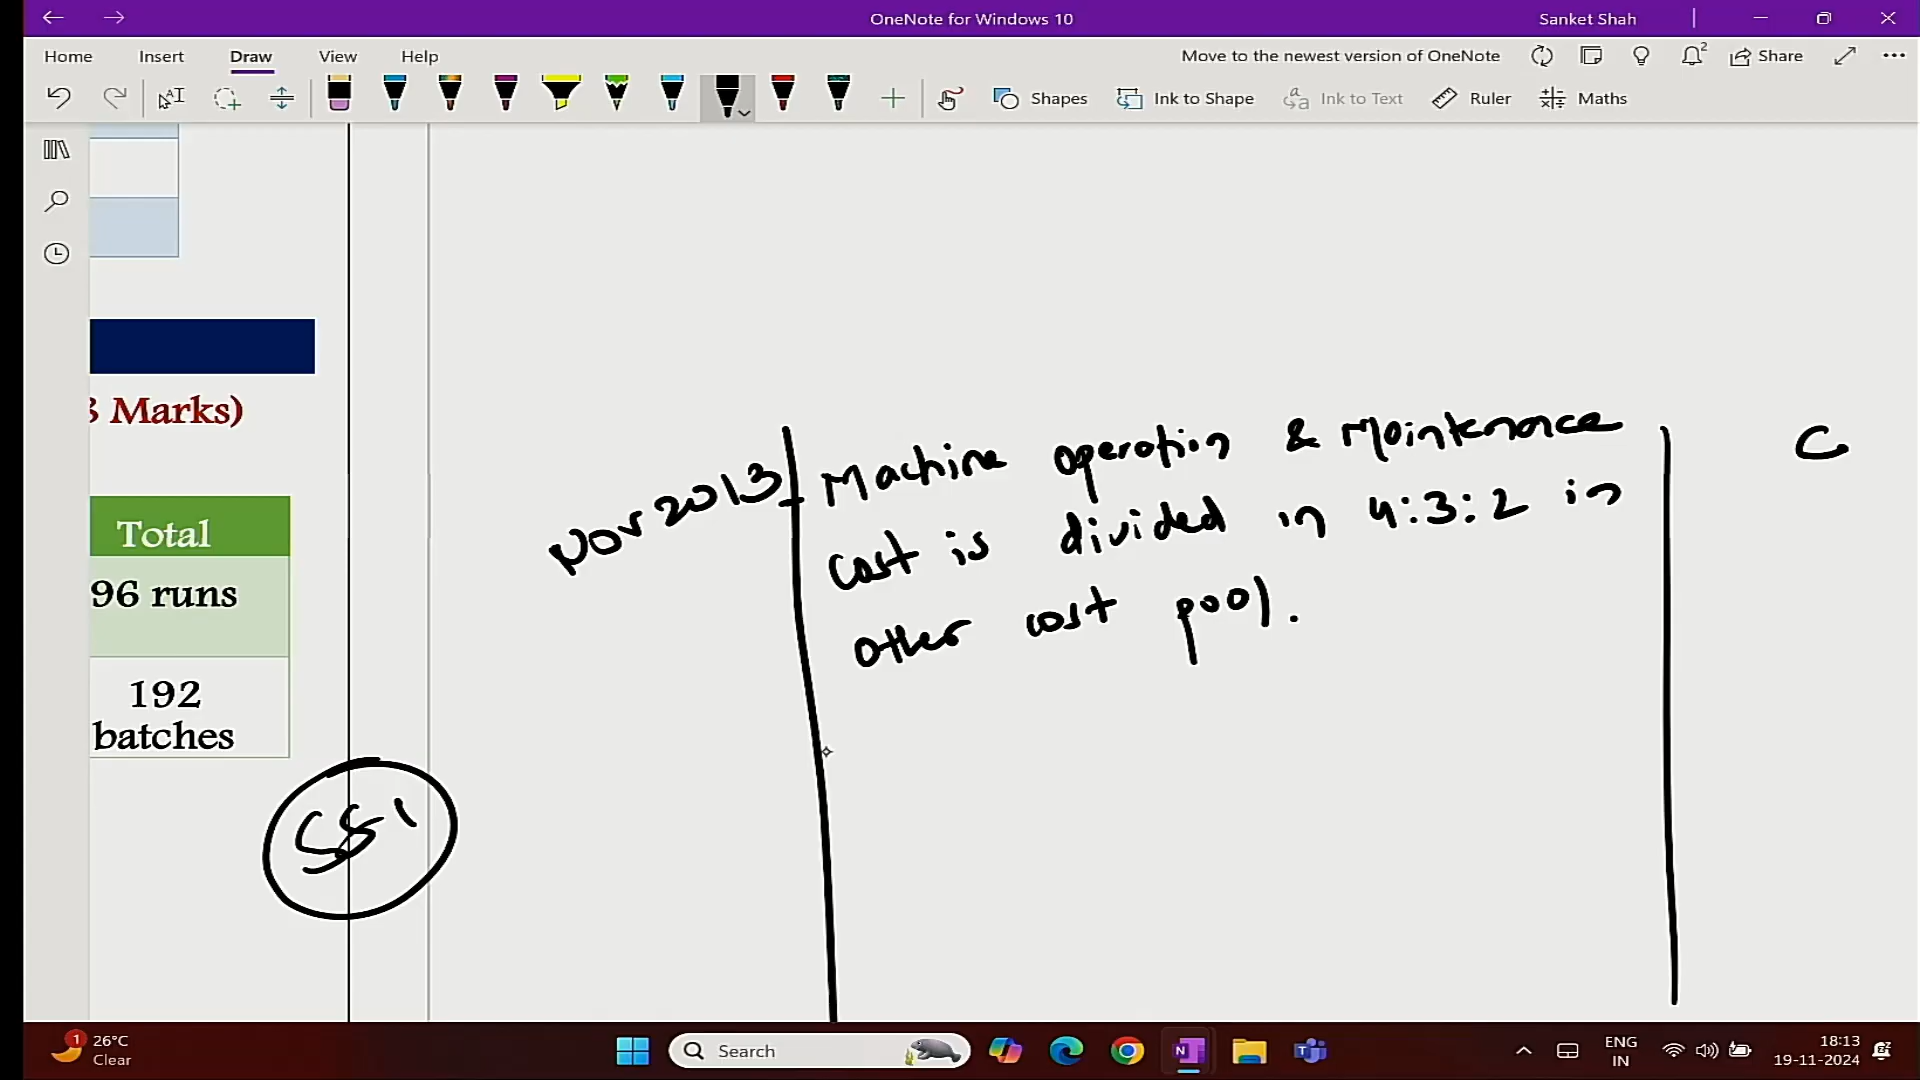 OneNote for Windows 10
Sanket Shah
Home Insert Draw View Help
Move to the newest version of OneNote
2
Share
Shapes
Ink to Shape
Ink to Text
Ruler
Maths
Marks)
Total
96 runs
192
batches
Nov 2013
Machine operation & Maintenance
cost is divided in 4:3:2 in
other cost pool.
C
1
26°C
Clear
Search
ENG
IN
18:13
19-11-2024